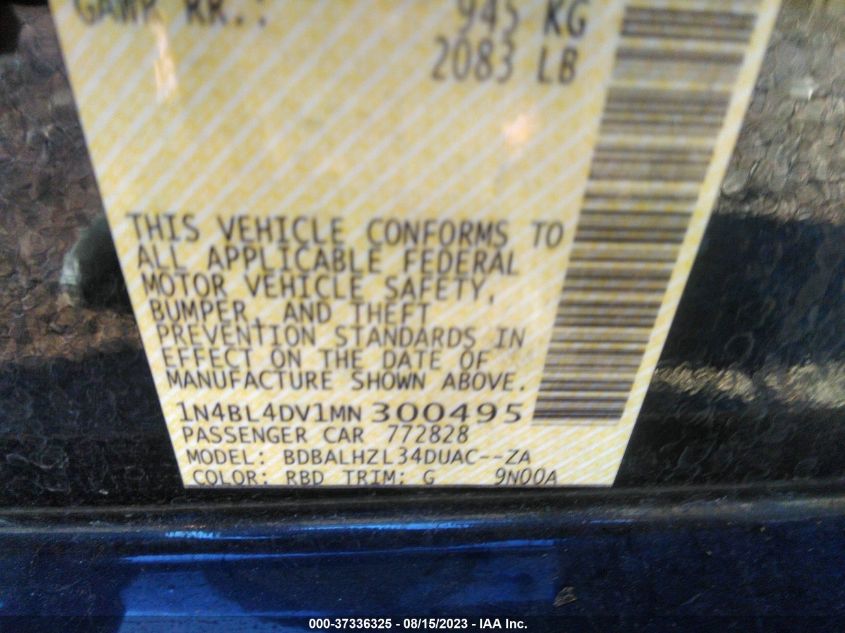 GAWR RR.: 945 KG
2083 LB
THIS VEHICLE CONFORMS TO
ALL APPLICABLE FEDERAL
MOTOR VEHICLE SAFETY,
BUMPER, AND THEFT
PREVENTION STANDARDS IN
EFFECT ON THE DATE OF
MANUFACTURE SHOWN ABOVE.
1N4BL4DV1MN300495
PASSENGER CAR 772828
MODEL: BDBALHZL34DUAC--ZA
COLOR: RBD TRIM: G 9N00A
000-37336325 - 08/15/2023 - IAA Inc.